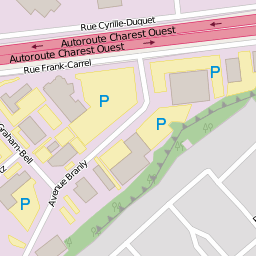 Rue Cyrille-Duquet
Autoroute Charest Ouest
Autoroute Charest Ouest
Rue Frank-Carrel
P
P
P
P
Graham-Bell
Avenue Branly